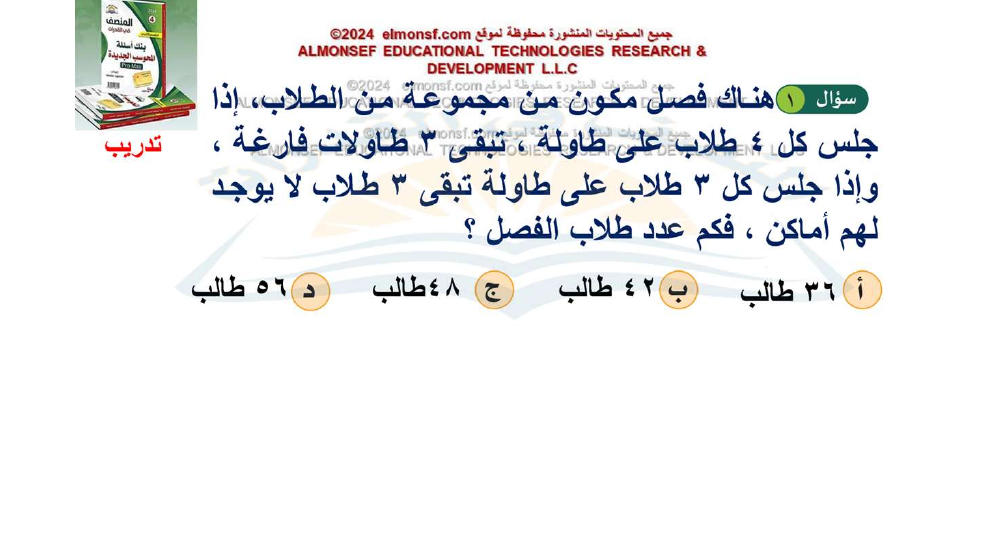 جميع المحتويات المنشورة محفوظة لموقع elmonsf.com ©2024
ALMONSEF EDUCATIONAL TECHNOLOGIES RESEARCH &
DEVELOPMENT L.L.C
المنصف
في القدرات
بنك أسئلة
المحوسب الجديدة
تدريب
سؤال ١ هناك فصل مكون من مجموعة من الطلاب، إذا
جلس كل ٤ طلاب على طاولة ، تبقى ٣ طاولات فارغة ،
وإذا جلس كل ٣ طلاب على طاولة تبقى ٣ طلاب لا يوجد
لهم أماكن ، فكم عدد طلاب الفصل ؟
أ ٣٦ طالب
ب ٤٢ طالب
ج ٤٨ طالب
د ٥٦ طالب